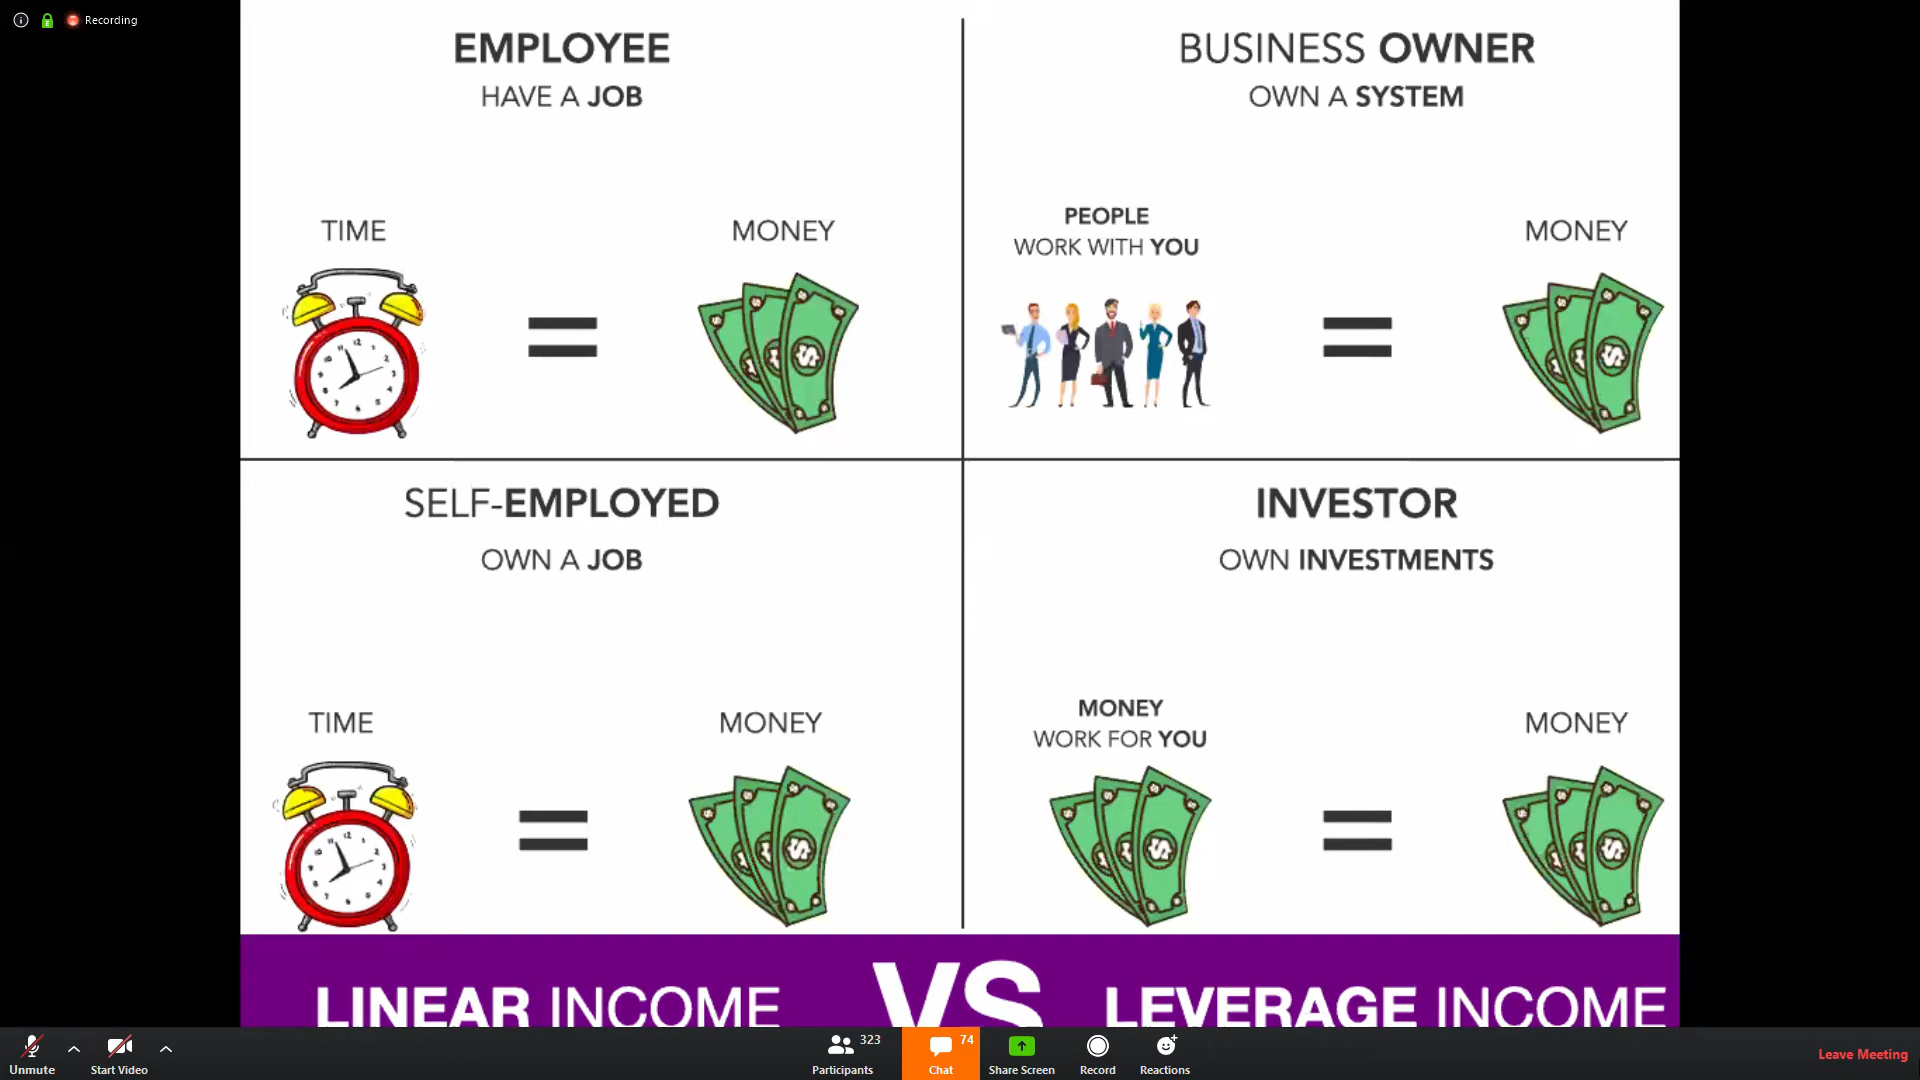 Recording
EMPLOYEE
HAVE A JOB
TIME
MONEY
BUSINESS OWNER
OWN A SYSTEM
PEOPLE
WORK WITH YOU
MONEY
SELF-EMPLOYED
OWN A JOB
TIME
MONEY
INVESTOR
OWN INVESTMENTS
MONEY
WORK FOR YOU
MONEY
LINEAR INCOME VS LEVERAGE INCOME
Unmute
Start Video
Participants 323
Chat 74
Share Screen
Record
Reactions
Leave Meeting